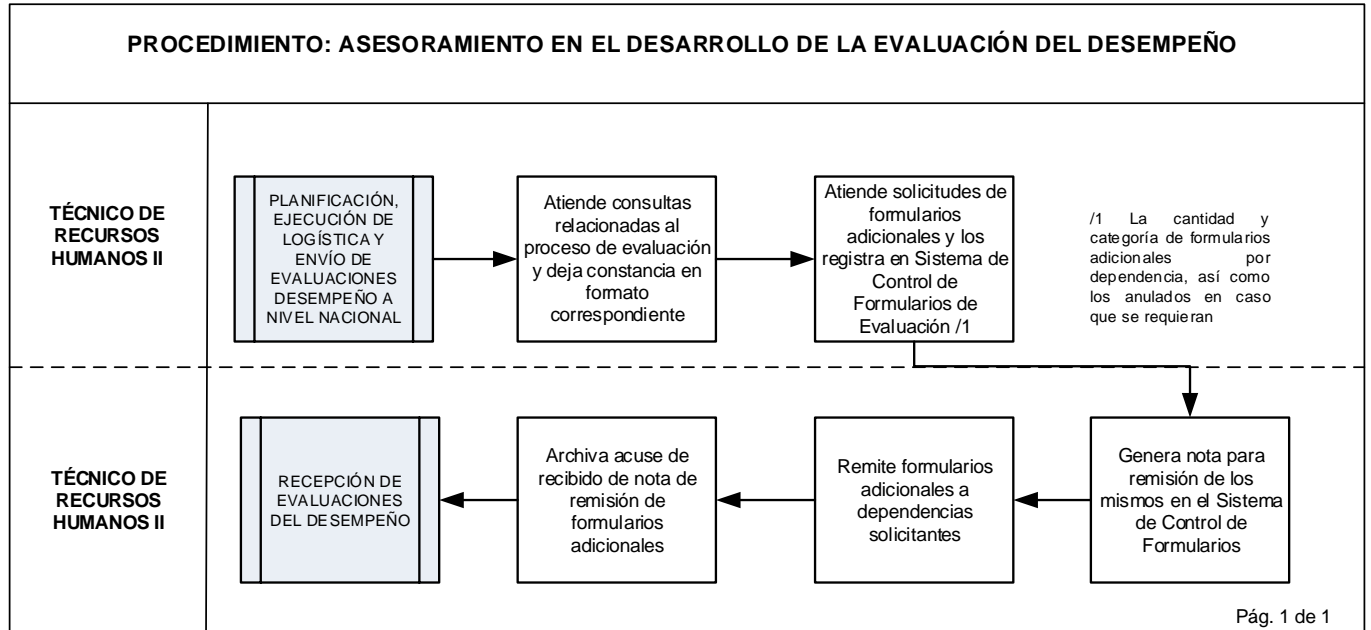 PROCEDIMIENTO: ASESORAMIENTO EN EL DESARROLLO DE LA EVALUACIÓN DEL DESEMPEÑO
TÉCNICO DE
RECURSOS
HUMANOS II
PLANIFICACIÓN,
EJECUCIÓN DE
LOGÍSTICA Y
ENVÍO DE
EVALUACIONES
DESEMPEÑO A
NIVEL NACIONAL
Atiende consultas
relacionadas al
proceso de evaluación
y deja constancia en
formato
correspondiente
Atiende solicitudes de
formularios
adicionales y los
registra en Sistema de
Control de
Formularios de
Evaluación /1
/1 La cantidad y
categoría de formularios
adicionales por
dependencia, así como
los anulados en caso
que se requieran
TÉCNICO DE
RECURSOS
HUMANOS II
RECEPCIÓN DE
EVALUACIONES
DEL DESEMPEÑO
Archiva acuse de
recibido de nota de
remisión de
formularios
adicionales
Remite formularios
adicionales a
dependencias
solicitantes
Genera nota para
remisión de los
mismos en el Sistema
de Control de
Formularios
Pág. 1 de 1